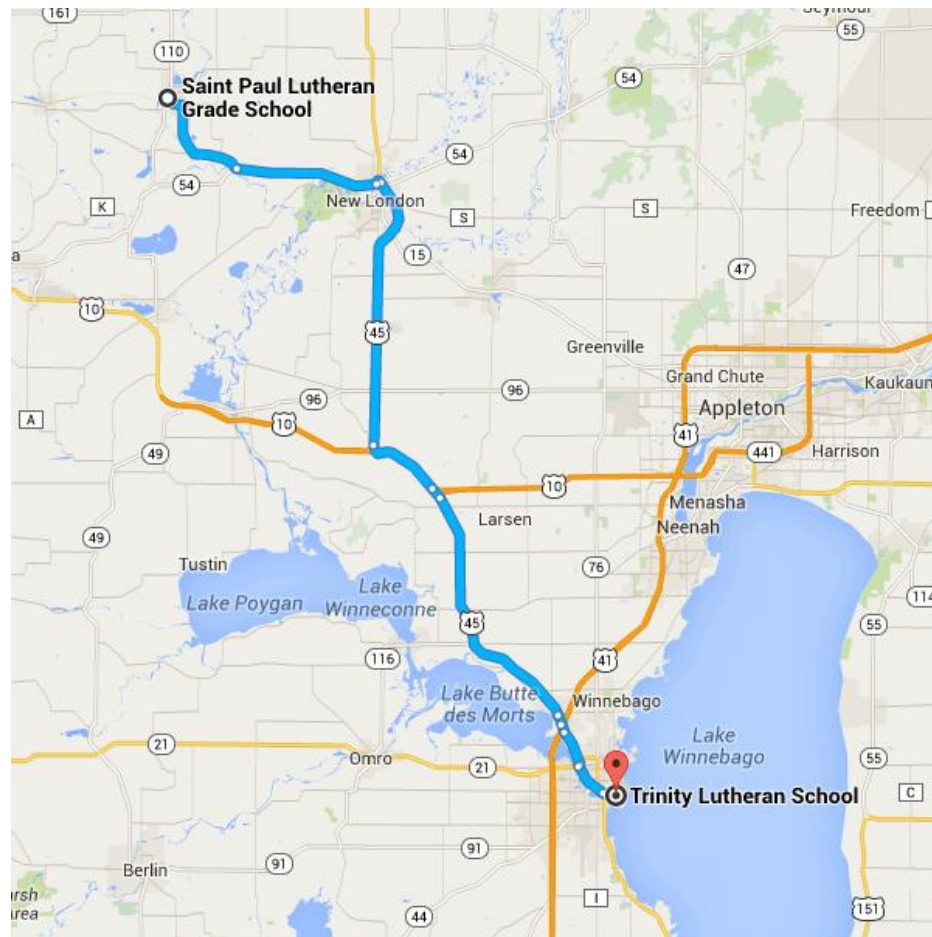 161
Seymour
55
110
Saint Paul Lutheran
Grade School
54
54
54
K
New London
S
S
Freedom
15
47
a
10
45
Greenville
96
96
Grand Chute
Kaukaun
Appleton
A
10
41
441
Harrison
49
10
Menasha
Larsen
Neenah
49
76
Tustin
Lake Poygan
Lake
Winneconne
114
45
55
116
41
Lake Butte
des Morts
Winnebago
Lake
Winnebago
21
Omro
21
55
Trinity Lutheran School
C
91
91
Berlin
arsh
Area
44
I
151